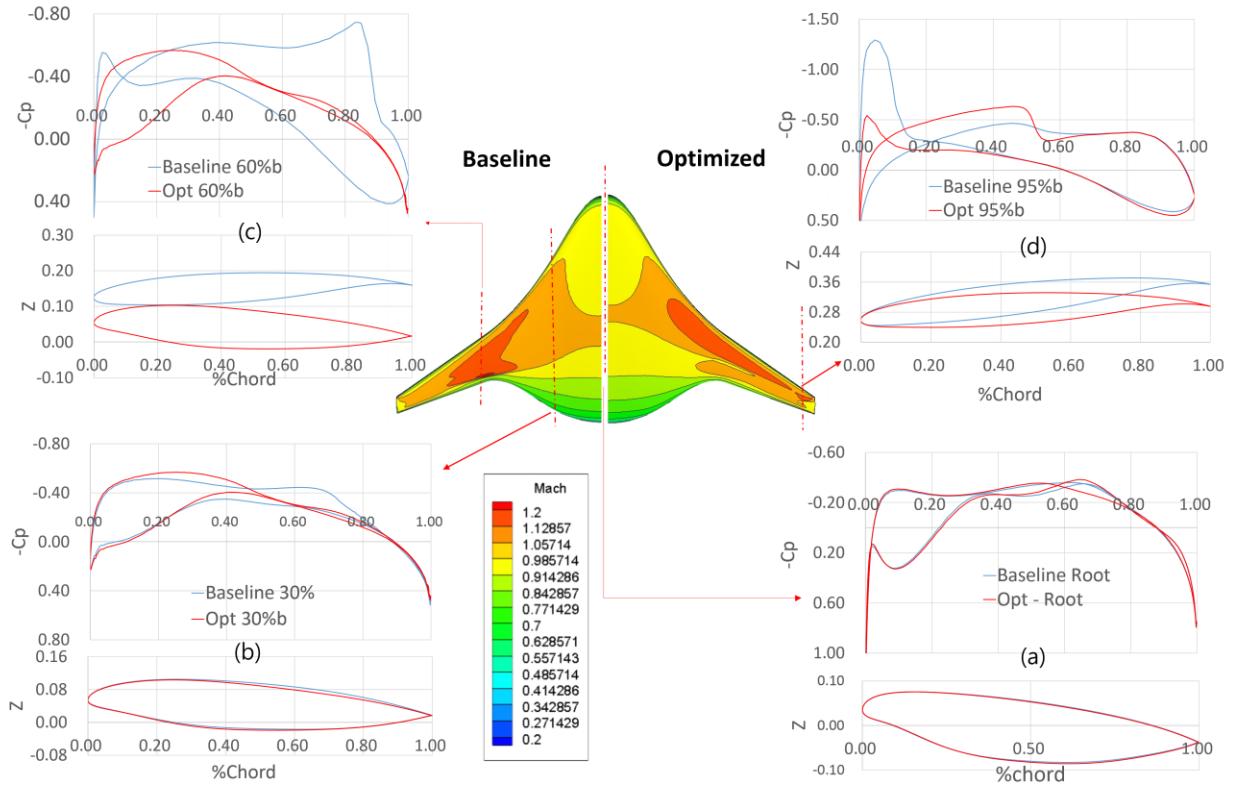 -0.80
-0.40
0.00 0.20 0.40 0.60 0.80 1.00
0.00
0.40
-Cp
Baseline 60%b
Opt 60%b
(c)
0.30
0.20
0.10
0.00
-0.10
Z
0.00 0.20 0.40 0.60 0.80 1.00
%Chord
Baseline Optimized
-1.50
-1.00
-0.50
0.00 0.20 0.40 0.60 0.80 1.00
0.00
0.50
-Cp
Baseline 95%b
Opt 95%b
(d)
0.44
0.36
0.28
0.20
Z
0.00 0.20 0.40 0.60 0.80 1.00
%Chord
-0.80
-0.40
0.00 0.20 0.40 0.60 0.80 1.00
0.00
0.40
0.80
-Cp
Baseline 30%
Opt 30%b
(b)
0.16
0.08
0.00
-0.08
Z
0.00 0.20 0.40 0.60 0.80 1.00
%Chord
Mach
1.2
1.12857
1.05714
0.985714
0.914286
0.842857
0.771429
0.7
0.628571
0.557143
0.485714
0.414286
0.342857
0.271429
0.2
-0.60
-0.20
0.00 0.20 0.40 0.60 0.80 1.00
0.20
0.60
1.00
-Cp
Baseline Root
Opt - Root
(a)
0.10
0.00
-0.10
Z
0.00 0.50 1.00
%chord